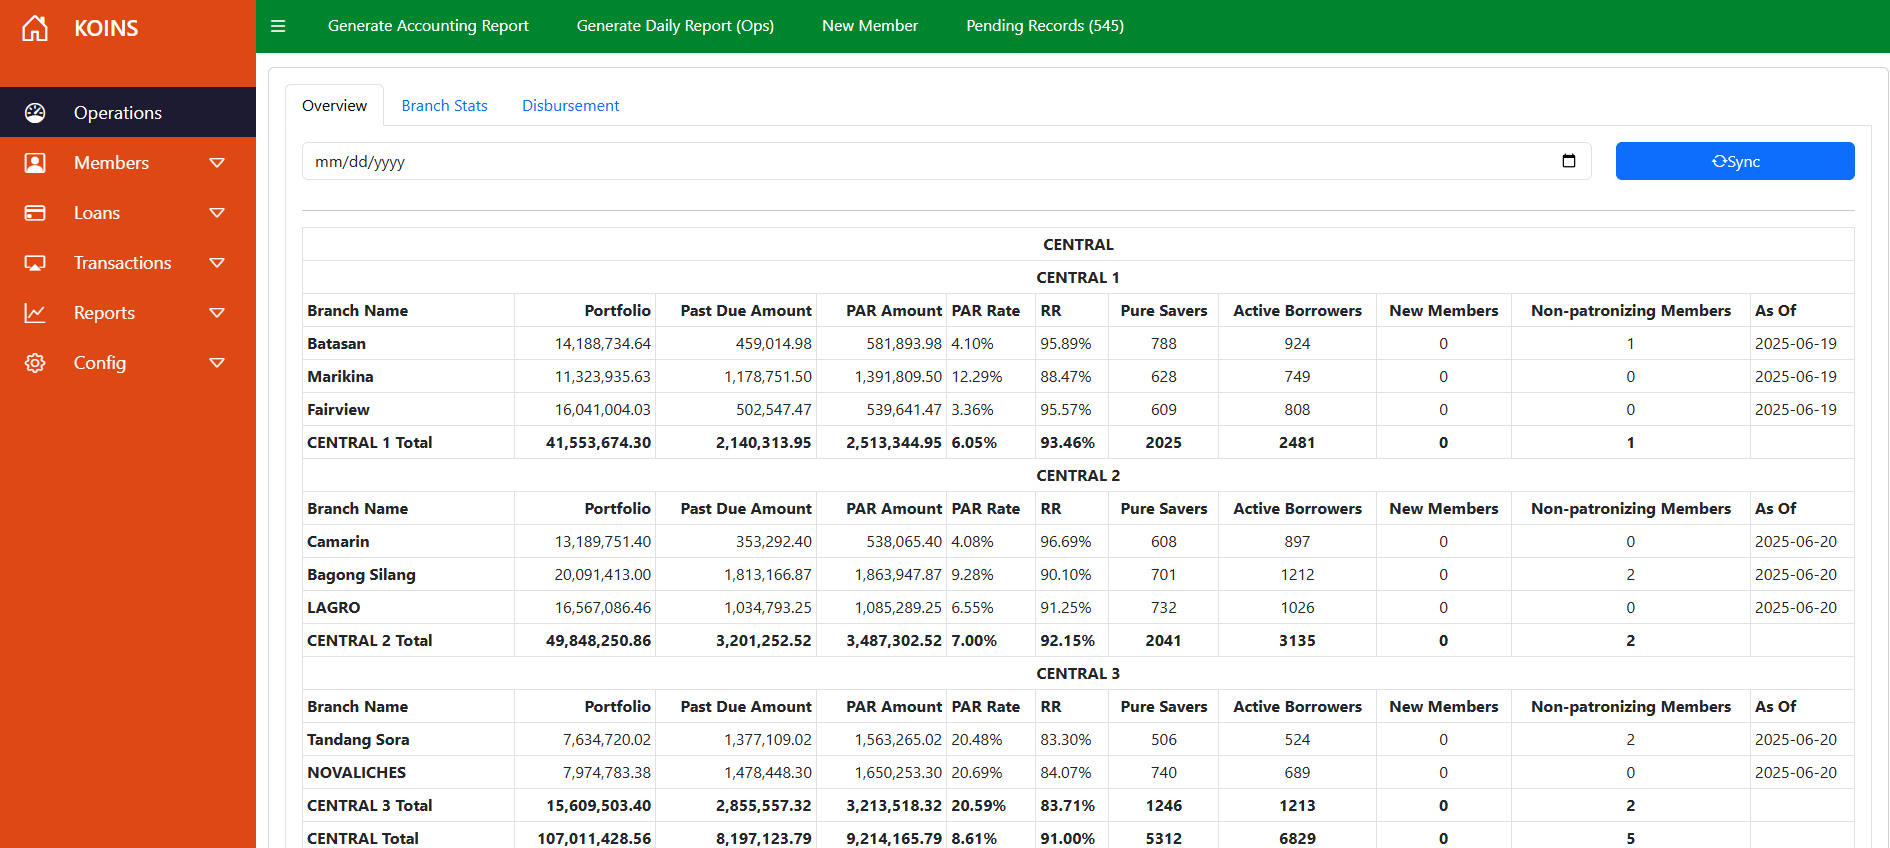 KOINS
Generate Accounting Report Generate Daily Report (Ops) New Member Pending Records (545)
Operations
Members
Loans
Transactions
Reports
Config
Overview Branch Stats Disbursement
mm/dd/yyyy Sync
CENTRAL
CENTRAL 1
Branch Name Portfolio Past Due Amount PAR Amount PAR Rate RR Pure Savers Active Borrowers New Members Non-patronizing Members As Of
Batasan 14,188,734.64 459,014.98 581,893.98 4.10% 95.89% 788 924 0 1 2025-06-19
Marikina 11,323,935.63 1,178,751.50 1,391,809.50 12.29% 88.47% 628 749 0 0 2025-06-19
Fairview 16,041,004.03 502,547.47 539,641.47 3.36% 95.57% 609 808 0 0 2025-06-19
CENTRAL 1 Total 41,553,674.30 2,140,313.95 2,513,344.95 6.05% 93.46% 2025 2481 0 1
CENTRAL 2
Branch Name Portfolio Past Due Amount PAR Amount PAR Rate RR Pure Savers Active Borrowers New Members Non-patronizing Members As Of
Camarin 13,189,751.40 353,292.40 538,065.40 4.08% 96.69% 608 897 0 0 2025-06-20
Bagong Silang 20,091,413.00 1,813,166.87 1,863,947.87 9.28% 90.10% 701 1212 0 2 2025-06-20
LAGRO 16,567,086.46 1,034,793.25 1,085,289.25 6.55% 91.25% 732 1026 0 0 2025-06-20
CENTRAL 2 Total 49,848,250.86 3,201,252.52 3,487,302.52 7.00% 92.15% 2041 3135 0 2
CENTRAL 3
Branch Name Portfolio Past Due Amount PAR Amount PAR Rate RR Pure Savers Active Borrowers New Members Non-patronizing Members As Of
Tandang Sora 7,634,720.02 1,377,109.02 1,563,265.02 20.48% 83.30% 506 524 0 2 2025-06-20
NOVALICHES 7,974,783.38 1,478,448.30 1,650,253.30 20.69% 84.07% 740 689 0 0 2025-06-20
CENTRAL 3 Total 15,609,503.40 2,855,557.32 3,213,518.32 20.59% 83.71% 1246 1213 0 2
CENTRAL Total 107,011,428.56 8,197,123.79 9,214,165.79 8.61% 91.00% 5312 6829 0 5